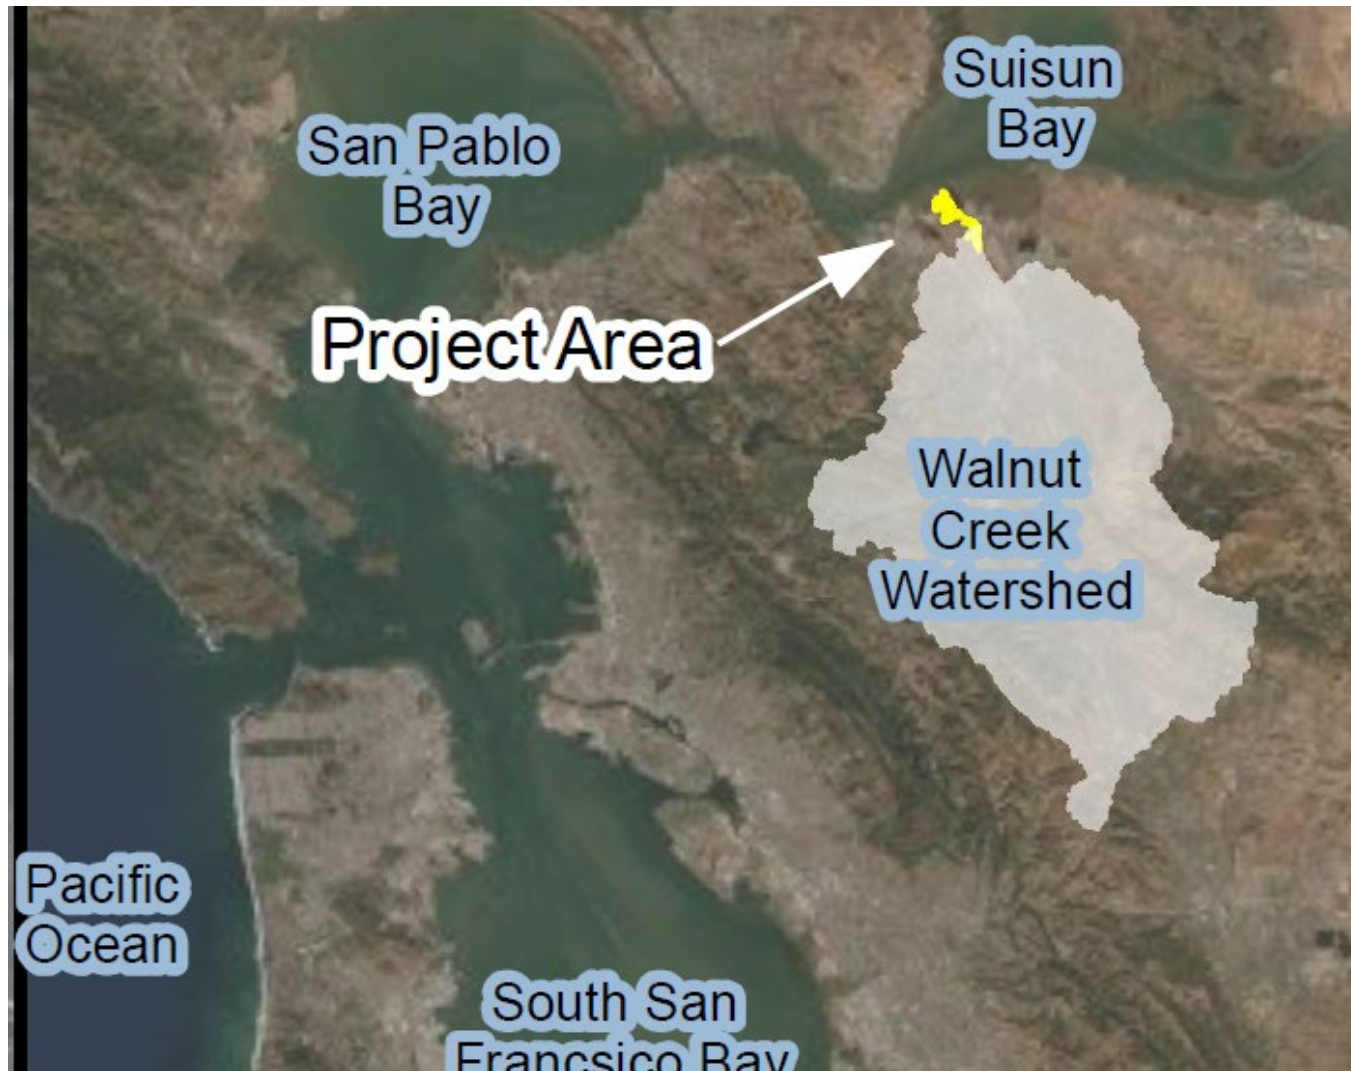 Suisun
Bay
San Pablo
Bay
Project Area
Walnut
Creek
Watershed
Pacific
Ocean
South San
Francsico Bay